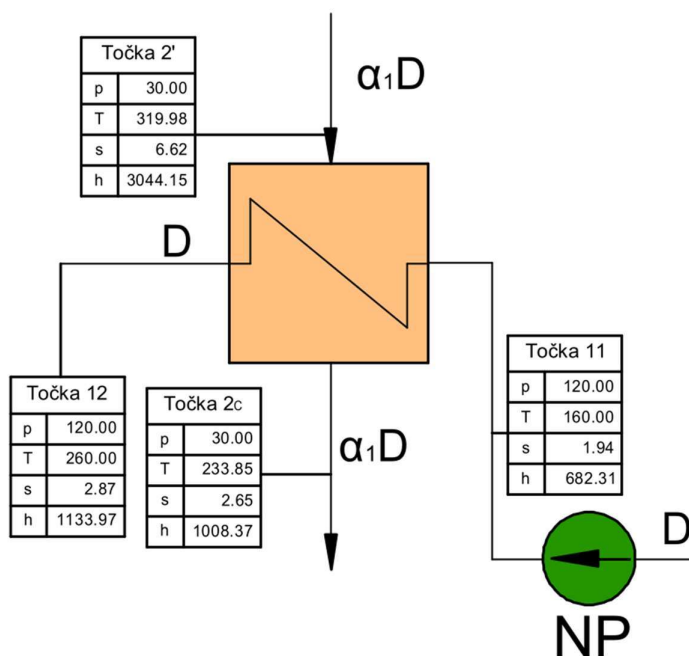 Točka 2'
p 30.00
T 319.98
s 6.62
h 3044.15
α₁D
D
Točka 12
p 120.00
T 260.00
s 2.87
h 1133.97
Točka 2c
p 30.00
T 233.85
s 2.65
h 1008.37
α₁D
Točka 11
p 120.00
T 160.00
s 1.94
h 682.31
D
NP